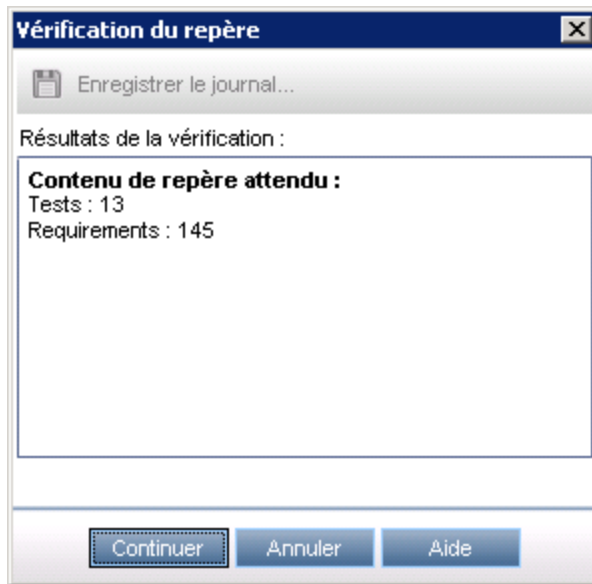 Vérification du repère
Enregistrer le journal...
Résultats de la vérification :
Contenu de repère attendu :
Tests : 13
Requirements : 145
Continuer
Annuler
Aide